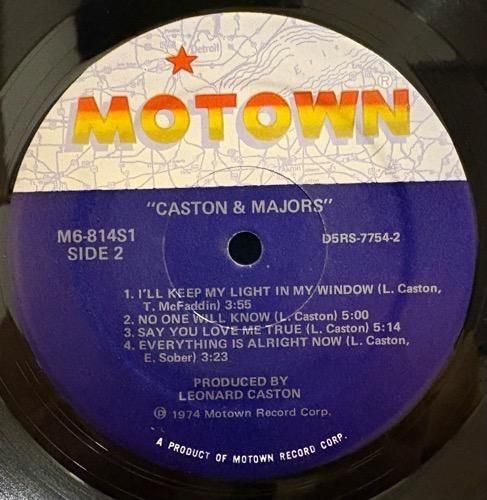 Detroit
E r i e
®
MOTOWN
"CASTON & MAJORS"
M6-814S1
SIDE 2
D5RS-7754-2
1. I'LL KEEP MY LIGHT IN MY WINDOW (L. Caston,
T. McFaddin) 3:55
2. NO ONE WILL KNOW (L. Caston) 5:00
3. SAY YOU LOVE ME TRUE (L. Caston) 5:14
4. EVERYTHING IS ALRIGHT NOW (L. Caston,
E. Sober) 3:23
PRODUCED BY
LEONARD CASTON
℗ 1974 Motown Record Corp.
A PRODUCT OF MOTOWN RECORD CORP.